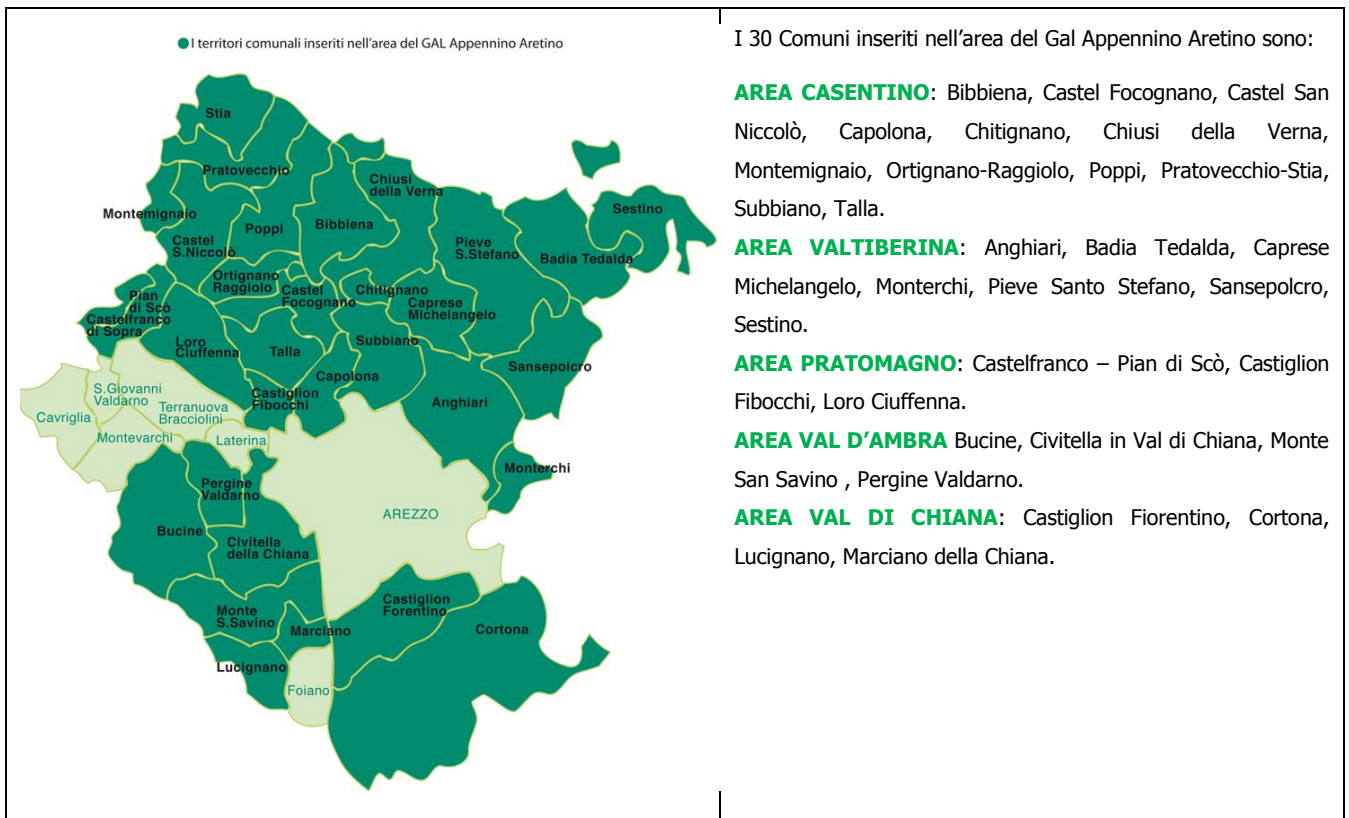 I territori comunali inseriti nell'area del GAL Appennino Aretino
Stia
Pratovecchio
Chiusi
della Verna
Montemignaio
Poppi
Bibbiena
Sestino
Castel
S.Niccolò
Pieve
S.Stefano
Badia Tedalda
Ortignano
Raggiolo
Castel
Focognano
Chitignano
Caprese
Michelangelo
Pian
di Scò
Castelfranco
di Sopra
Loro
Ciuffenna
Talla
Subbiano
Capolona
Sansepolcro
Castiglion
Fibocchi
Anghiari
S.Giovanni
Valdarno
Cavriglia
Terranuova
Bracciolini
Montevarchi
Laterina
Monterchi
Pergine
Valdarno
AREZZO
Bucine
Civitella
della Chiana
Castiglion
Forentino
Monte
S.Savino
Marciano
Cortona
Lucignano
Foiano
I 30 Comuni inseriti nell’area del Gal Appennino Aretino sono:
AREA CASENTINO: Bibbiena, Castel Focognano, Castel San
Niccolò, Capolona, Chitignano, Chiusi della Verna,
Montemignaio, Ortignano-Raggiolo, Poppi, Pratovecchio-Stia,
Subbiano, Talla.
AREA VALTIBERINA: Anghiari, Badia Tedalda, Caprese
Michelangelo, Monterchi, Pieve Santo Stefano, Sansepolcro,
Sestino.
AREA PRATOMAGNO: Castelfranco – Pian di Scò, Castiglion
Fibocchi, Loro Ciuffenna.
AREA VAL D’AMBRA Bucine, Civitella in Val di Chiana, Monte
San Savino , Pergine Valdarno.
AREA VAL DI CHIANA: Castiglion Fiorentino, Cortona,
Lucignano, Marciano della Chiana.